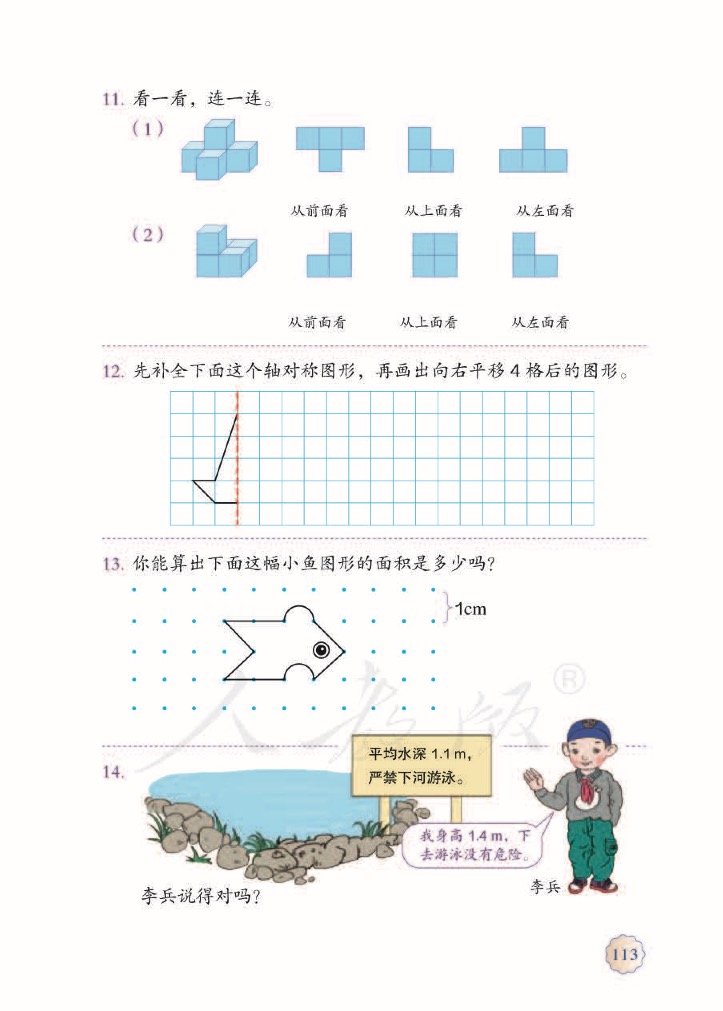 11. 看一看，连一连。
（1）
从前面看 从上面看 从左面看
（2）
从前面看 从上面看 从左面看
12. 先补全下面这个轴对称图形，再画出向右平移 4 格后的图形。
13. 你能算出下面这幅小鱼图形的面积是多少吗？
1cm
人教版®
14.
平均水深 1.1 m，
严禁下河游泳。
我身高 1.4 m，下
去游泳没有危险。
李兵
李兵说得对吗？
113